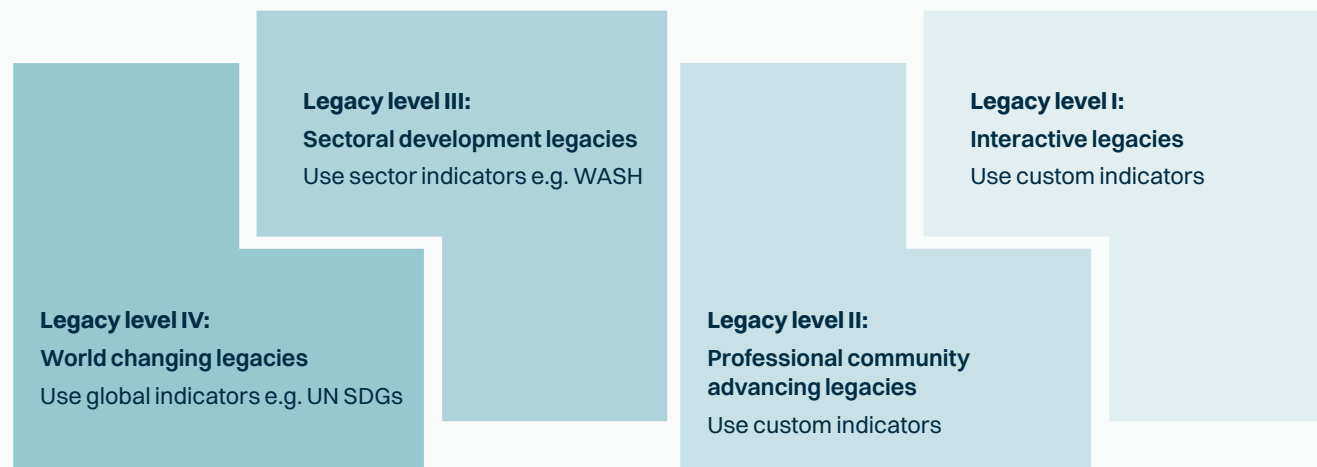 Legacy level IV:
World changing legacies
Use global indicators e.g. UN SDGs
Legacy level III:
Sectoral development legacies
Use sector indicators e.g. WASH
Legacy level II:
Professional community
advancing legacies
Use custom indicators
Legacy level I:
Interactive legacies
Use custom indicators